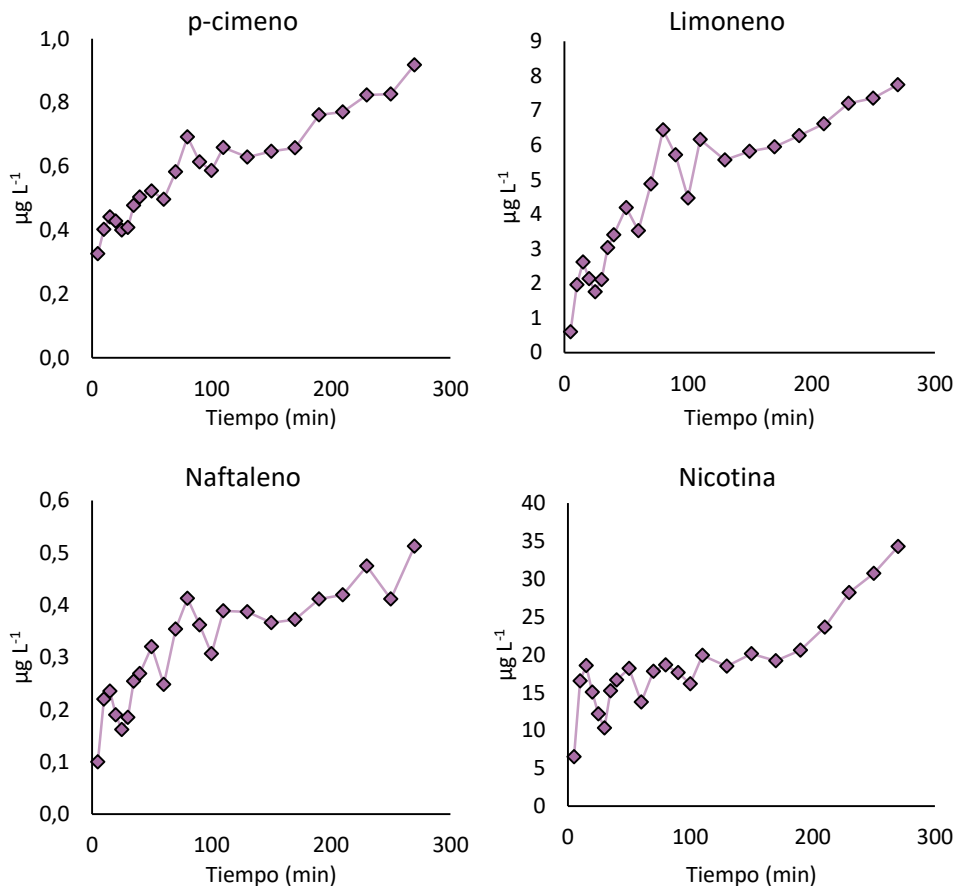 p-cimeno
1,0
0,8
0,6
0,4
0,2
0,0
µg L⁻¹
0 100 200 300
Tiempo (min)
Limoneno
9
8
7
6
5
4
3
2
1
0
µg L⁻¹
0 100 200 300
Tiempo (min)
Naftaleno
0,6
0,5
0,4
0,3
0,2
0,1
0,0
µg L⁻¹
0 100 200 300
Tiempo (min)
Nicotina
40
35
30
25
20
15
10
5
0
µg L⁻¹
0 100 200 300
Tiempo (min)